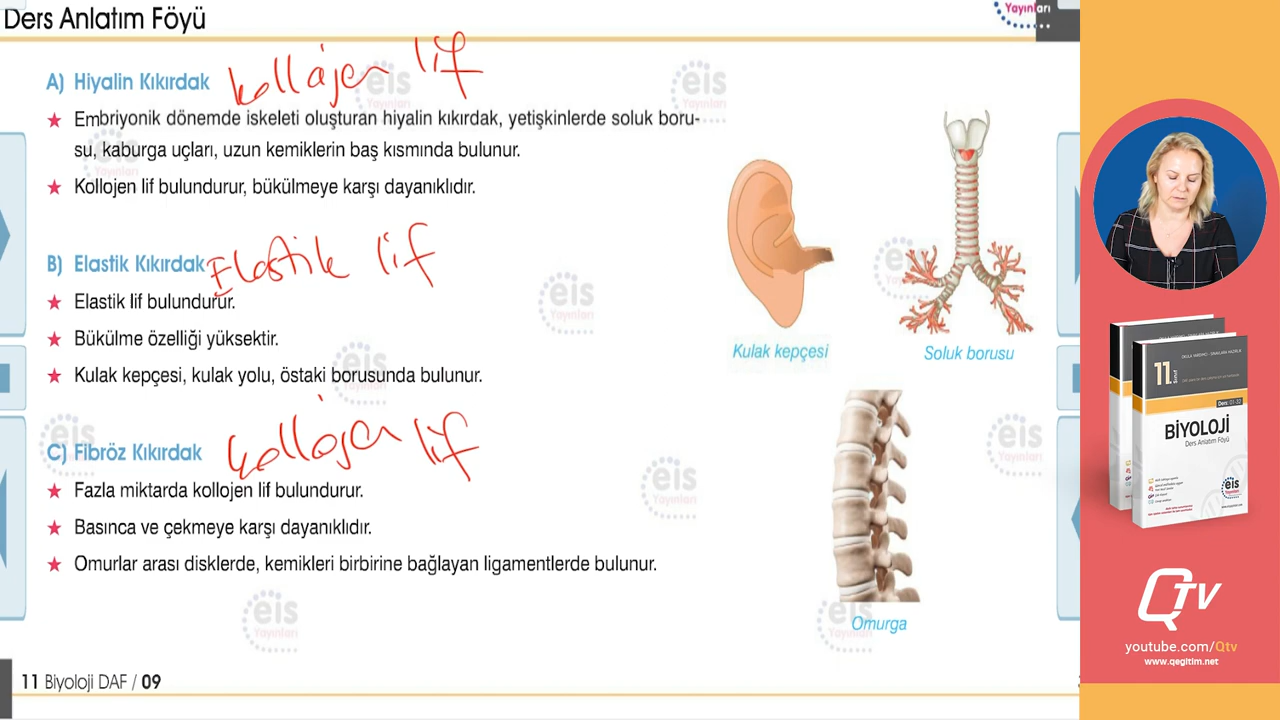 Ders Anlatım Föyü
Yayınları
A) Hiyalin Kıkırdak kollajen lif
★ Embriyonik dönemde iskeleti oluşturan hiyalin kıkırdak, yetişkinlerde soluk boru-
su, kaburga uçları, uzun kemiklerin baş kısmında bulunur.
★ Kollojen lif bulundurur, bükülmeye karşı dayanıklıdır.
B) Elastik Kıkırdak Elastik lif
★ Elastik lif bulundurur.
★ Bükülme özelliği yüksektir.
★ Kulak kepçesi, kulak yolu, östaki borusunda bulunur.
C) Fibröz Kıkırdak kollojen lif
★ Fazla miktarda kollojen lif bulundurur.
★ Basınca ve çekmeye karşı dayanıklıdır.
★ Omurlar arası disklerde, kemikleri birbirine bağlayan ligamentlerde bulunur.
Kulak kepçesi
Soluk borusu
Omurga
eis
Yayınları
11 Biyoloji DAF / 09
11.
Sınıf
BİYOLOJİ
Ders Anlatım Föyü
eis
QTV
youtube.com/Qtv
www.qegitim.net